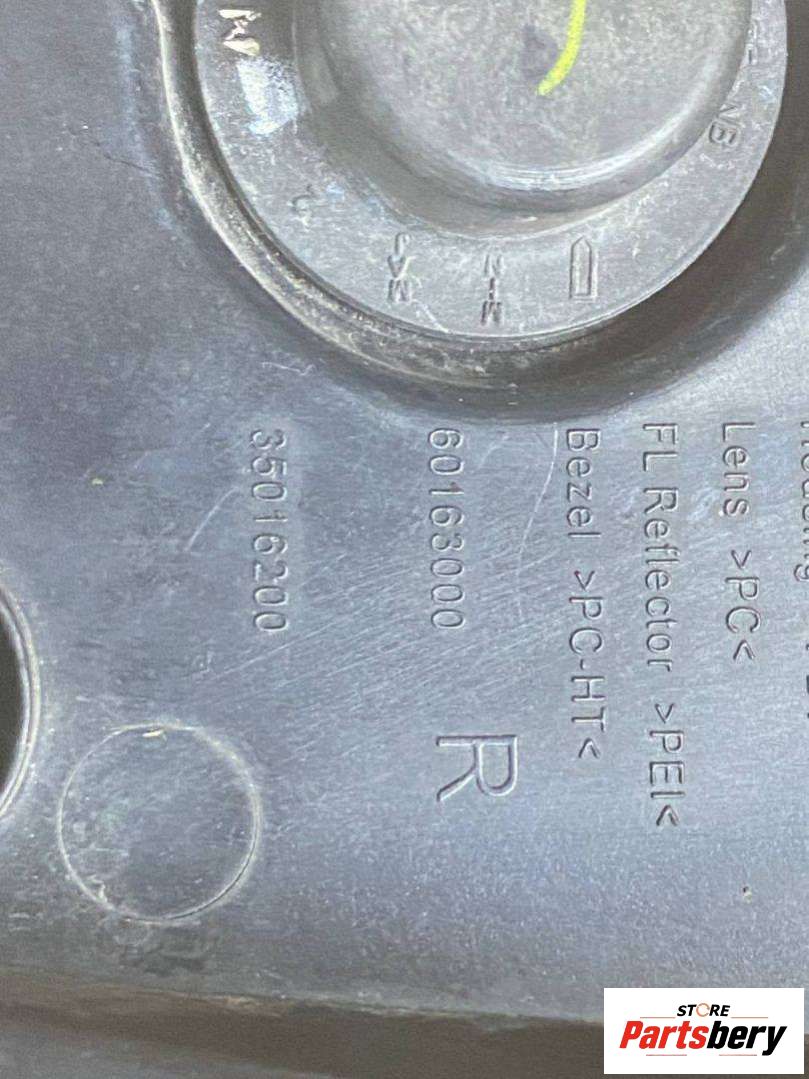 Lens >PC<
FL Reflector >PEI<
Bezel >PC-HT<
60163000
35016200
R
STORE
Partsbery